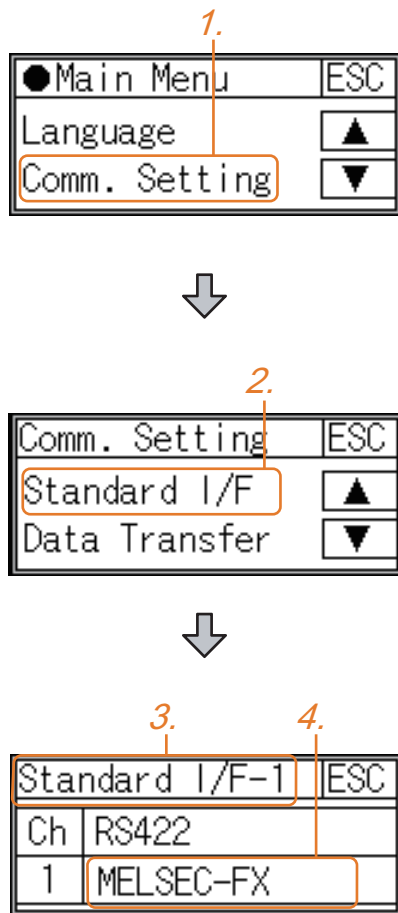 1.
●Main Menu ESC
Language ▲
Comm. Setting ▼
2.
Comm. Setting ESC
Standard I/F ▲
Data Transfer ▼
3. 4.
Standard I/F-1 ESC
Ch RS422
1 MELSEC-FX